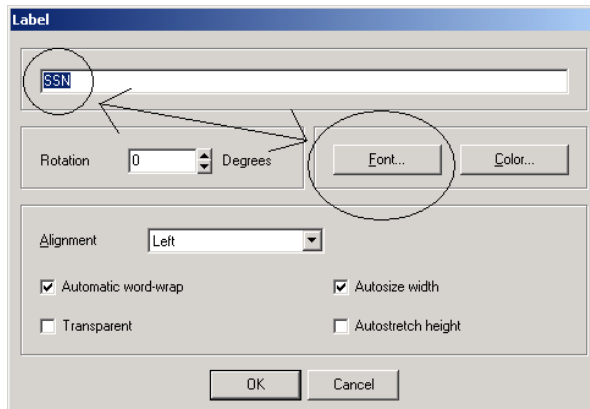 Label
SSN
Rotation 0 Degrees Font... Color...
Alignment Left
Automatic word-wrap Autosize width
Transparent Autostretch height
OK Cancel